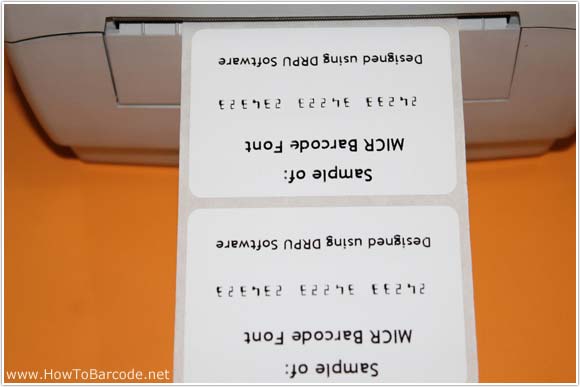 Sample of:
MICR Barcode Font
Designed using DRPU Software
Sample of:
MICR Barcode Font
Designed using DRPU Software
www.HowToBarcode.net